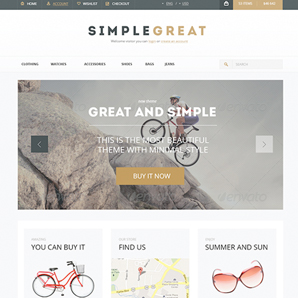 HOME ACCOUNT WISHLIST CHECKOUT
SIMPLEGREAT
Welcome visitor you can login or create an account
CLOTHING WATCHES ACCESSORIES SHOES BAGS JEANS
GREAT AND SIMPLE
THIS IS THE MOST BEAUTIFUL
THEME WITH MINIMAL STYLE
BUY IT NOW
YOU CAN BUY IT
FIND US
SUMMER AND SUN